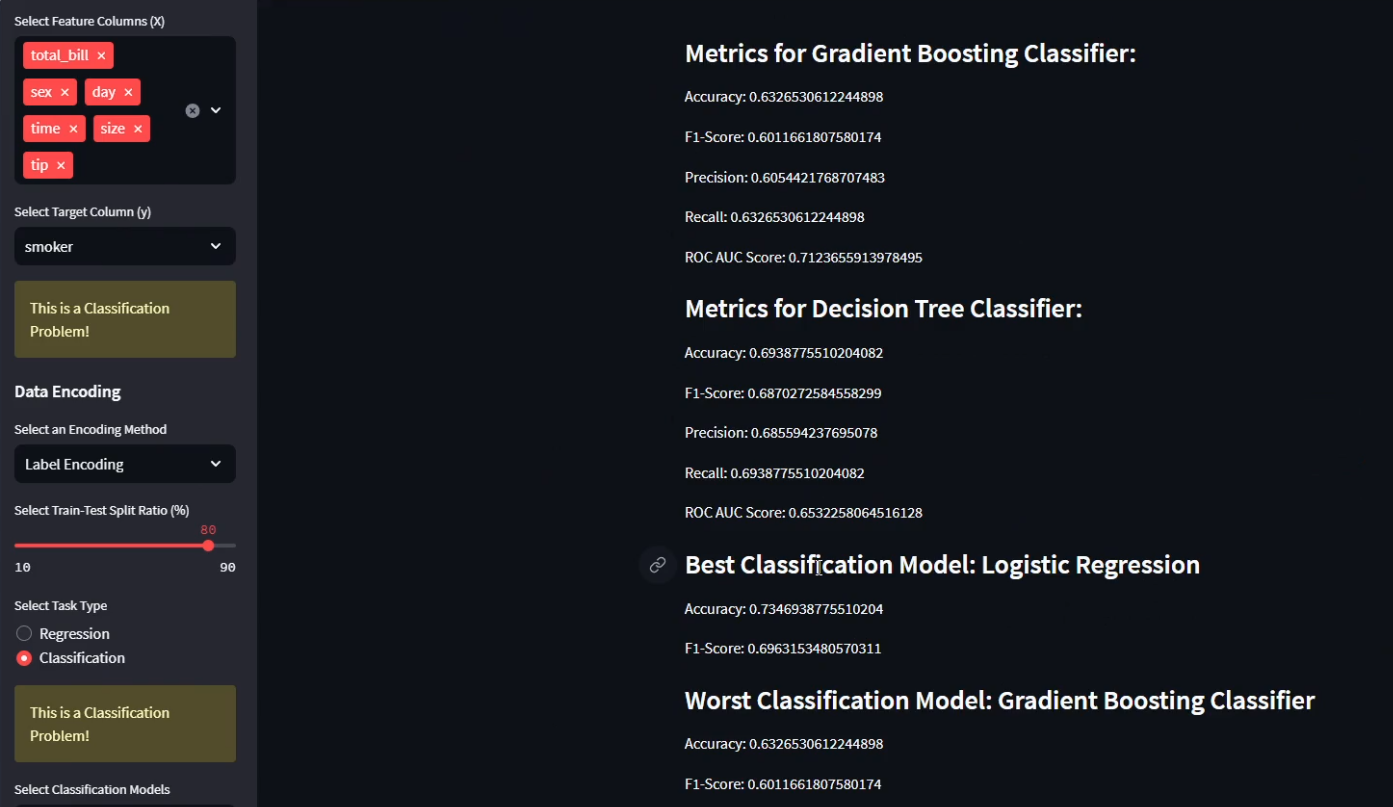 Select Feature Columns (X)
total_bill ×
sex × day ×
time × size ×
tip ×
Select Target Column (y)
smoker
This is a Classification
Problem!
Data Encoding
Select an Encoding Method
Label Encoding
Select Train-Test Split Ratio (%)
80
10 90
Select Task Type
Regression
Classification
This is a Classification
Problem!
Select Classification Models
Metrics for Gradient Boosting Classifier:
Accuracy: 0.6326530612244898
F1-Score: 0.6011661807580174
Precision: 0.6054421768707483
Recall: 0.6326530612244898
ROC AUC Score: 0.7123655913978495
Metrics for Decision Tree Classifier:
Accuracy: 0.6938775510204082
F1-Score: 0.6870272584558299
Precision: 0.685594237695078
Recall: 0.6938775510204082
ROC AUC Score: 0.6532258064516128
Best Classification Model: Logistic Regression
Accuracy: 0.7346938775510204
F1-Score: 0.6963153480570311
Worst Classification Model: Gradient Boosting Classifier
Accuracy: 0.6326530612244898
F1-Score: 0.6011661807580174